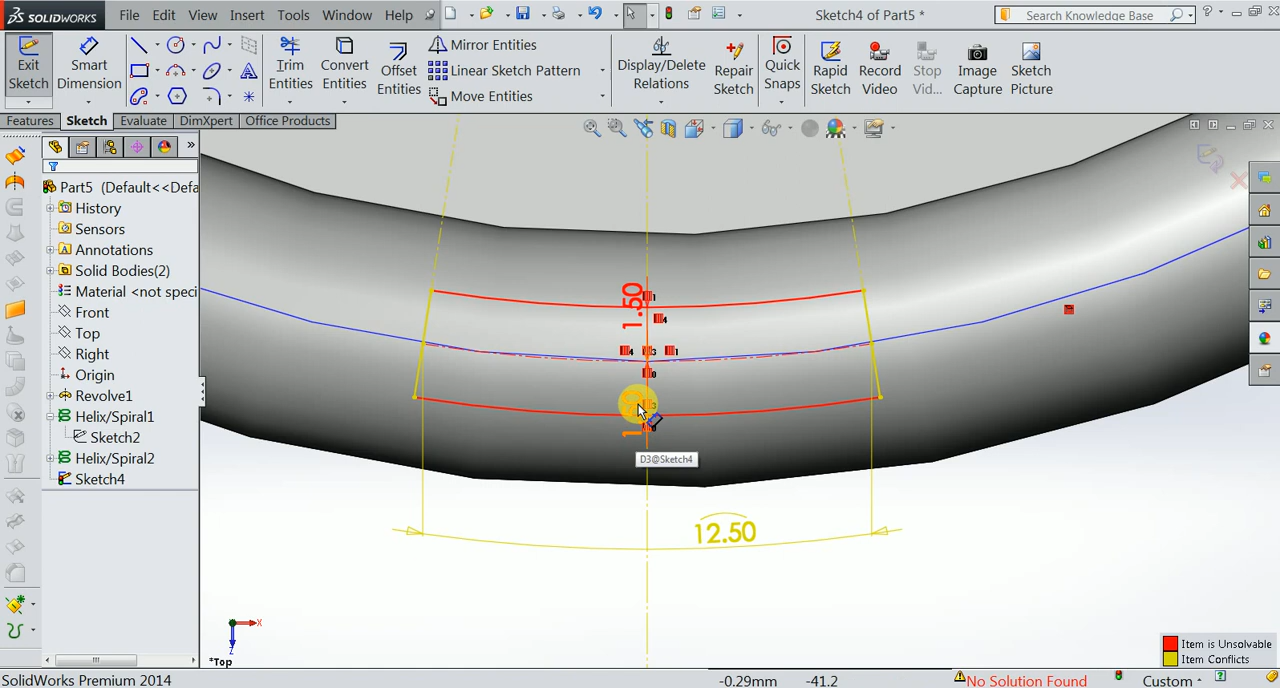 SOLIDWORKS
File Edit View Insert Tools Window Help
Sketch4 of Part5 *
Search Knowledge Base
Exit Sketch
Smart Dimension
Trim Entities
Convert Entities
Offset Entities
Mirror Entities
Linear Sketch Pattern
Move Entities
Display/Delete Relations
Repair Sketch
Quick Snaps
Rapid Sketch
Record Video
Stop Vid...
Image Capture
Sketch Picture
Features Sketch Evaluate DimXpert Office Products
Part5 (Default<<Defa
History
Sensors
Annotations
Solid Bodies(2)
Material <not speci
Front
Top
Right
Origin
Revolve1
Helix/Spiral1
Sketch2
Helix/Spiral2
Sketch4
1.50
D3@Sketch4
12.50
X
Z
*Top
Item is Unsolvable
Item Conflicts
SolidWorks Premium 2014
-0.29mm
-41.2
No Solution Found
Custom